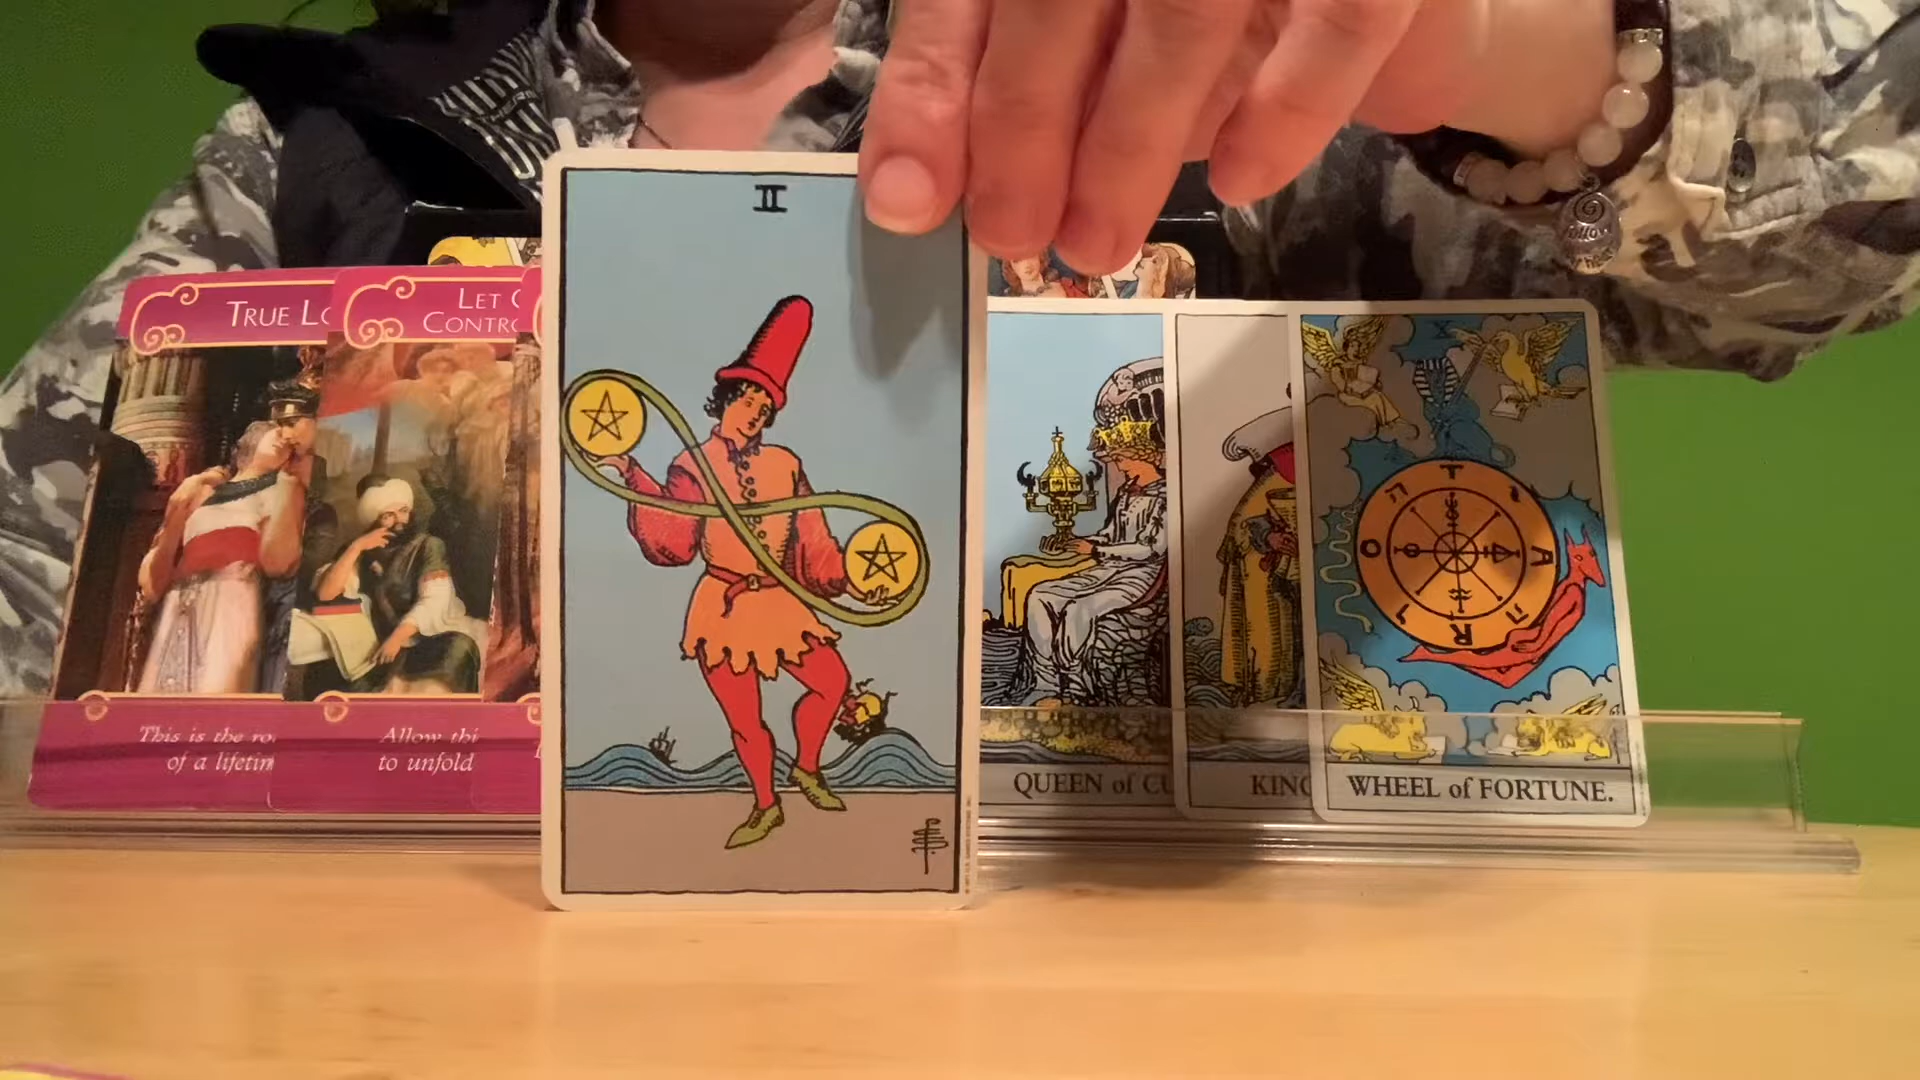 II
TRUE LO
LET G
CONTRO
X
This is the ro
of a lifetim
Allow thi
to unfold
QUEEN of CU
KING
WHEEL of FORTUNE.